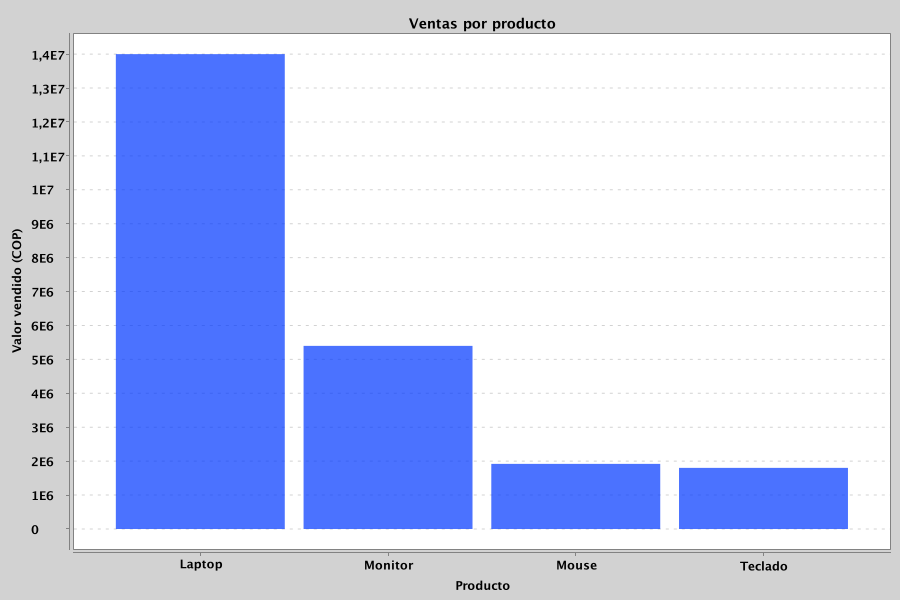 Ventas por producto
Valor vendido (COP)
1,4E7
1,3E7
1,2E7
1,1E7
1E7
9E6
8E6
7E6
6E6
5E6
4E6
3E6
2E6
1E6
0
Laptop Monitor Mouse Teclado
Producto